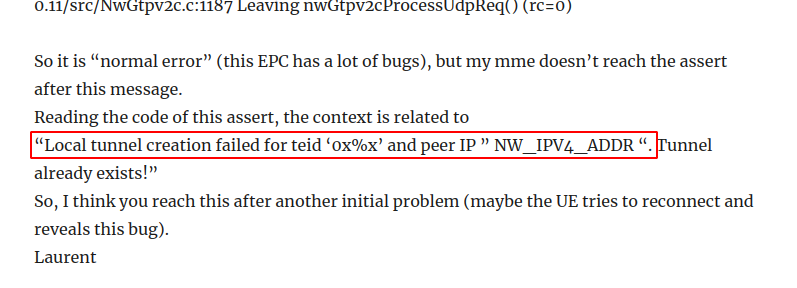 0.11/src/NwGtpv2c.c:1187 Leaving nwGtpv2cProcessUdpReq() (rc=0)
So it is “normal error” (this EPC has a lot of bugs), but my mme doesn’t reach the assert
after this message.
Reading the code of this assert, the context is related to
“Local tunnel creation failed for teid ‘0x%x’ and peer IP ” NW_IPV4_ADDR “. Tunnel
already exists!”
So, I think you reach this after another initial problem (maybe the UE tries to reconnect and
reveals this bug).
Laurent